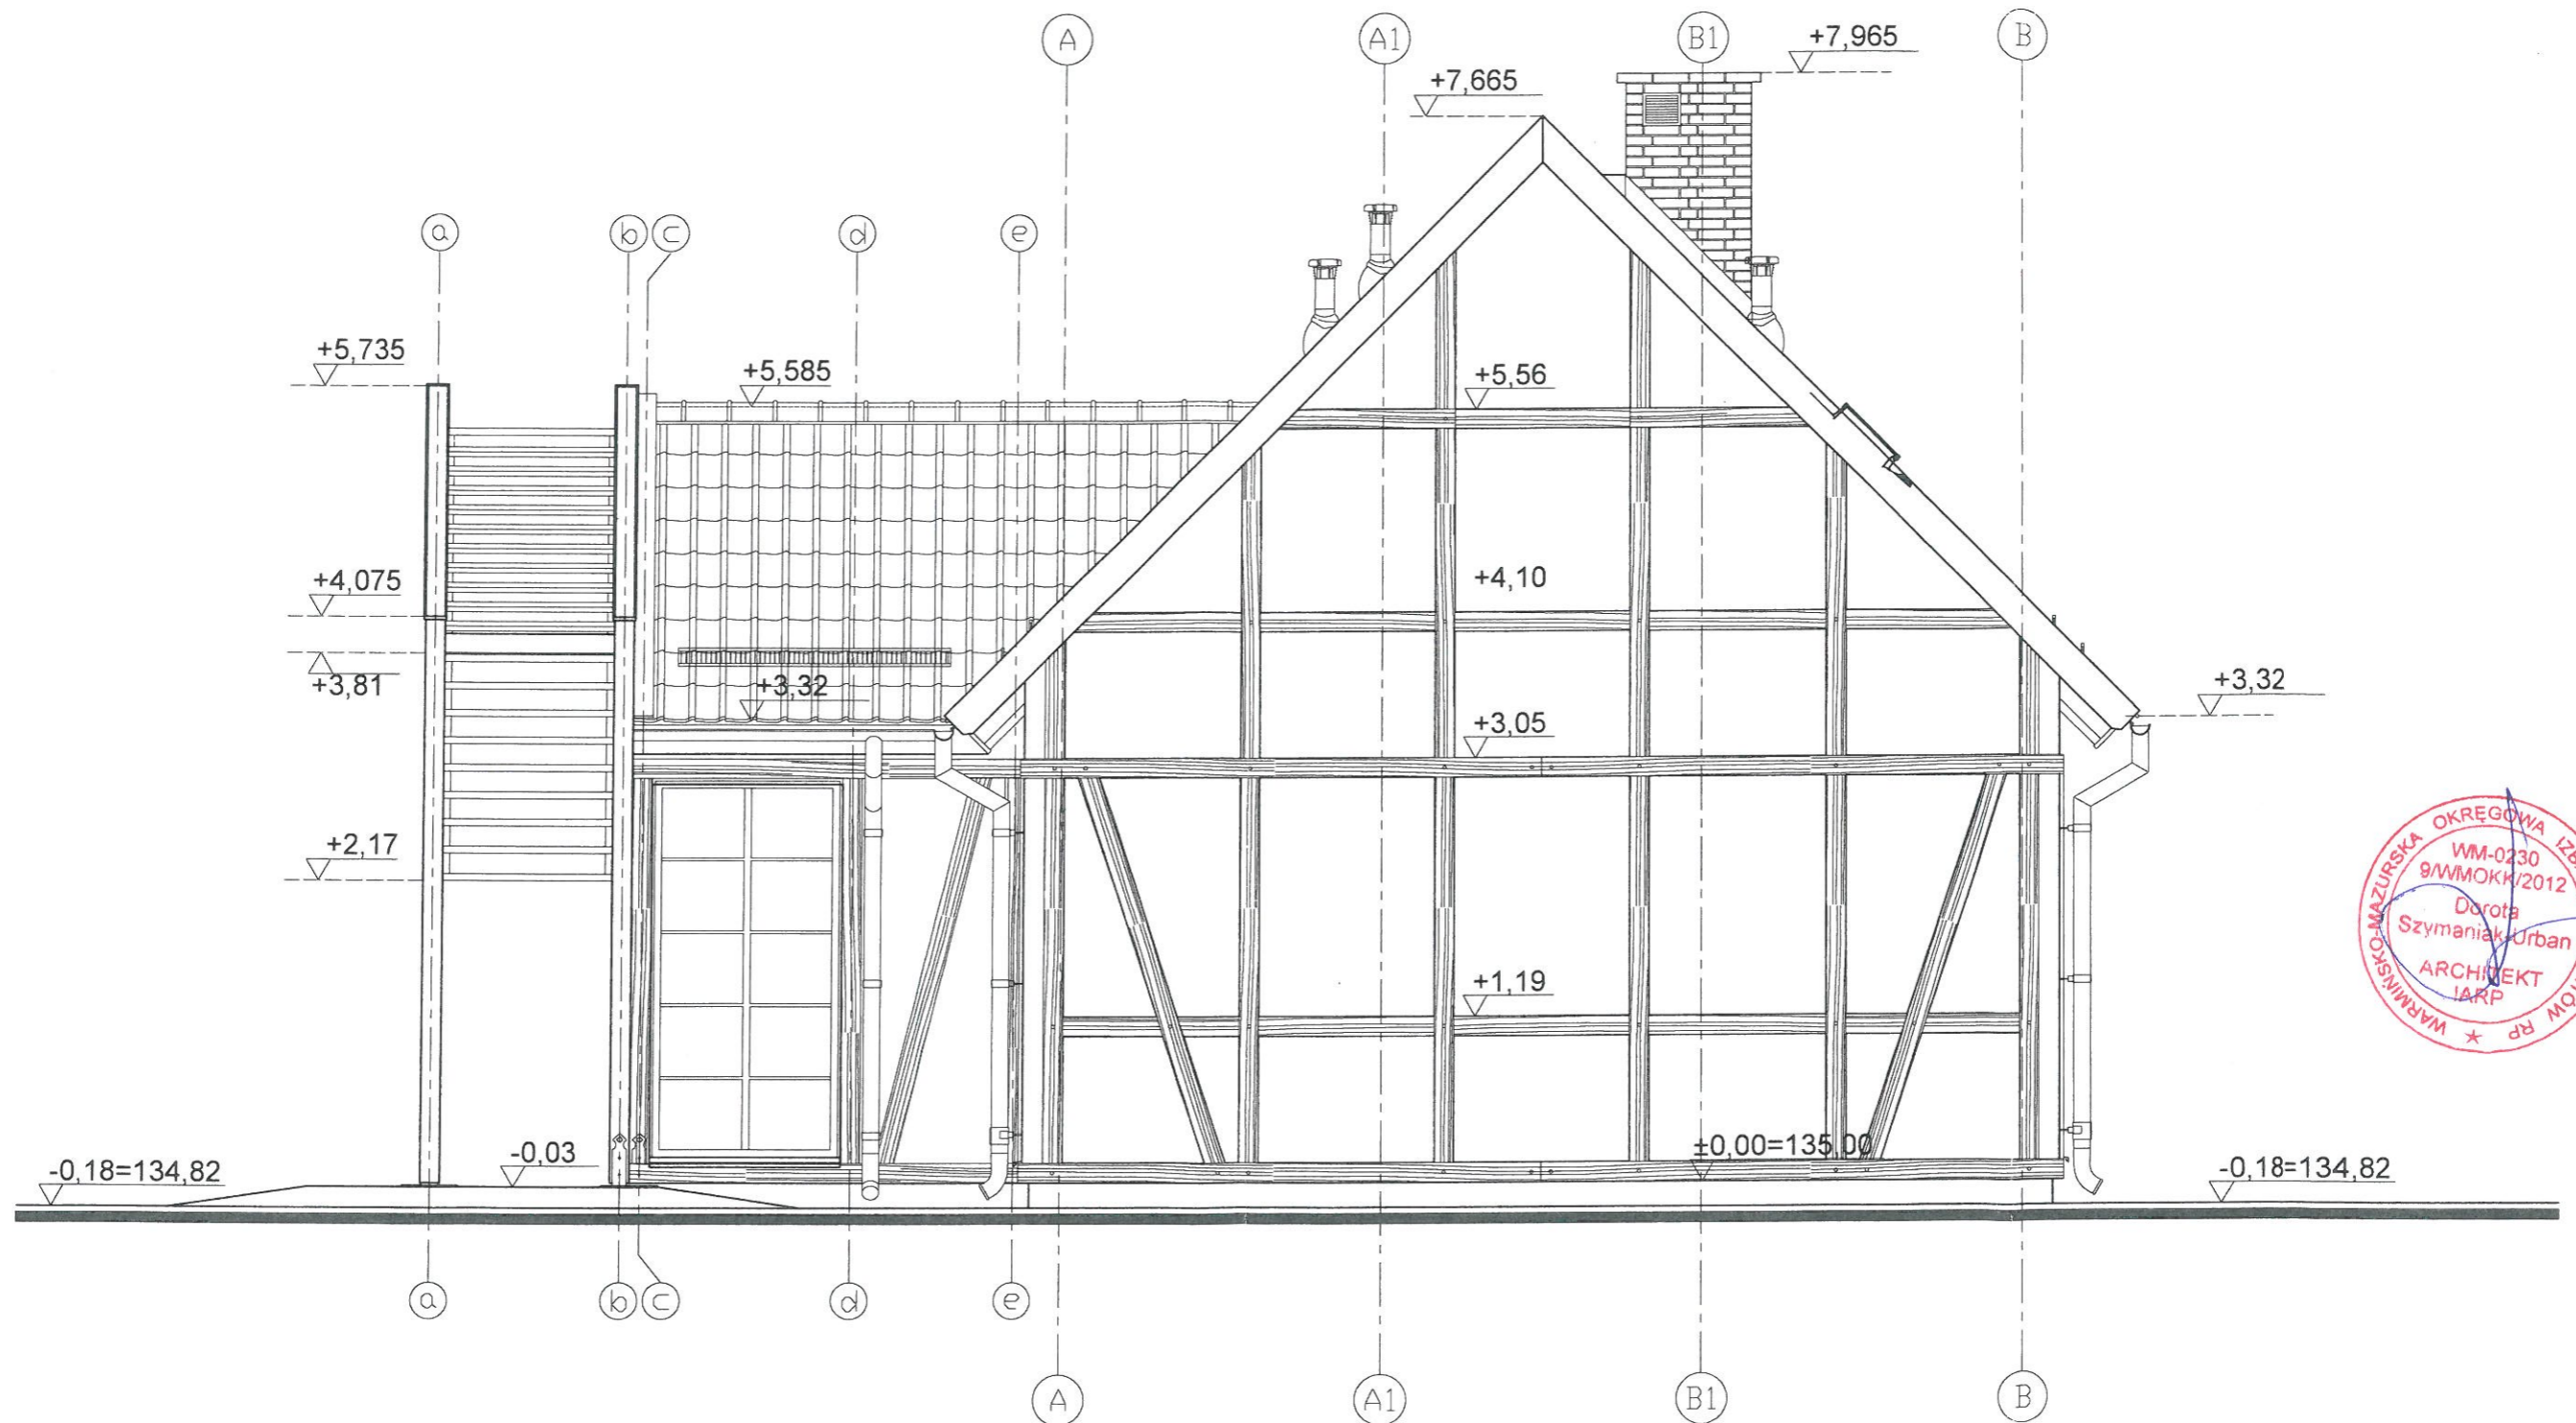 A
A1
B1
B
+7,965
+7,665
a
b
c
d
e
+5,735
+5,585
+5,56
+4,075
+4,10
+3,81
+3,32
+3,32
+3,05
+2,17
+1,19
±0,00=135,00
-0,03
-0,18=134,82
-0,18=134,82
a
b
c
d
e
A
A1
B1
B
WARMIŃSKO-MAZURSKA OKRĘGOWA
RP
WM-0230
9/WMOKK/2012
Dorota
Szymaniak-Urban
ARCHITEKT
IARP